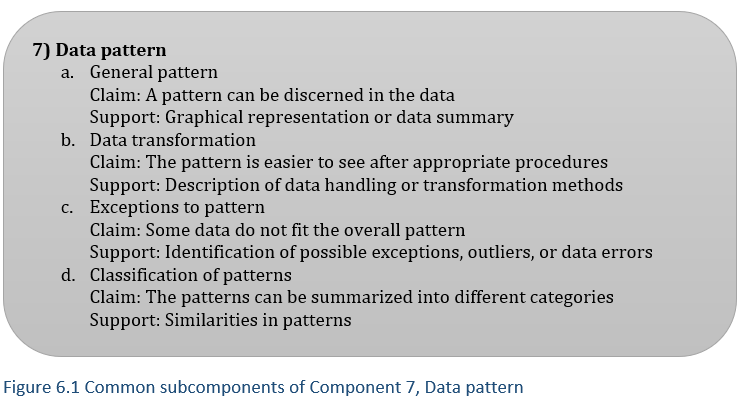 7) Data pattern
a. General pattern
Claim: A pattern can be discerned in the data
Support: Graphical representation or data summary
b. Data transformation
Claim: The pattern is easier to see after appropriate procedures
Support: Description of data handling or transformation methods
c. Exceptions to pattern
Claim: Some data do not fit the overall pattern
Support: Identification of possible exceptions, outliers, or data errors
d. Classification of patterns
Claim: The patterns can be summarized into different categories
Support: Similarities in patterns
Figure 6.1 Common subcomponents of Component 7, Data pattern